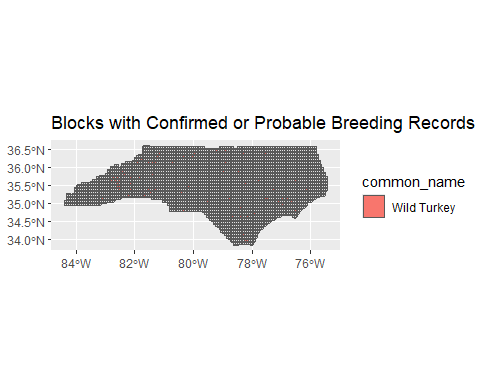 Blocks with Confirmed or Probable Breeding Records
36.5°N
36.0°N
35.5°N
35.0°N
34.5°N
34.0°N
84°W 82°W 80°W 78°W 76°W
common_name
Wild Turkey